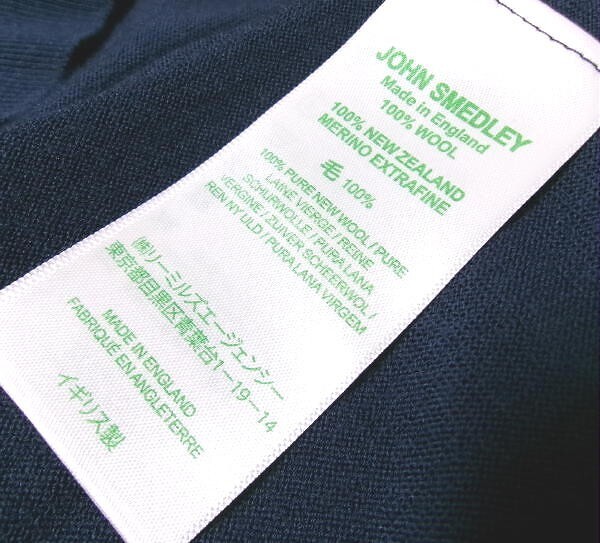 JOHN SMEDLEY
Made in England
100% WOOL
100% NEW ZEALAND
MERINO EXTRAFINE
毛 100%
100% PURE NEW WOOL / PURE
LAINE VIERGE / REINE
SCHURWOLLE / PURA LANA
VERGINE / ZUIVER SCHEERWOL /
REN NY ULD / PURA LANA VIRGEM
㈱リーミルズエージェンシー
東京都目黒区青葉台1-19-14
MADE IN ENGLAND
FABRIQUÉ EN ANGLETERRE
イギリス製